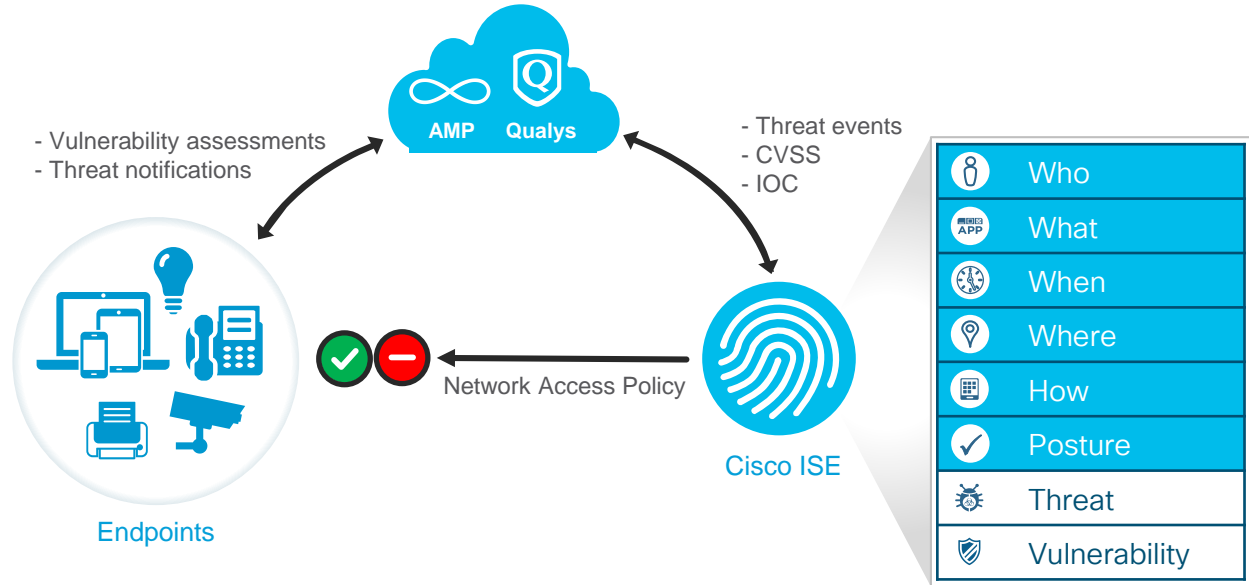 Q
AMP Qualys
- Vulnerability assessments
- Threat notifications
- Threat events
- CVSS
- IOC
Network Access Policy
Endpoints
Cisco ISE
Who
APP
What
When
Where
How
Posture
Threat
Vulnerability